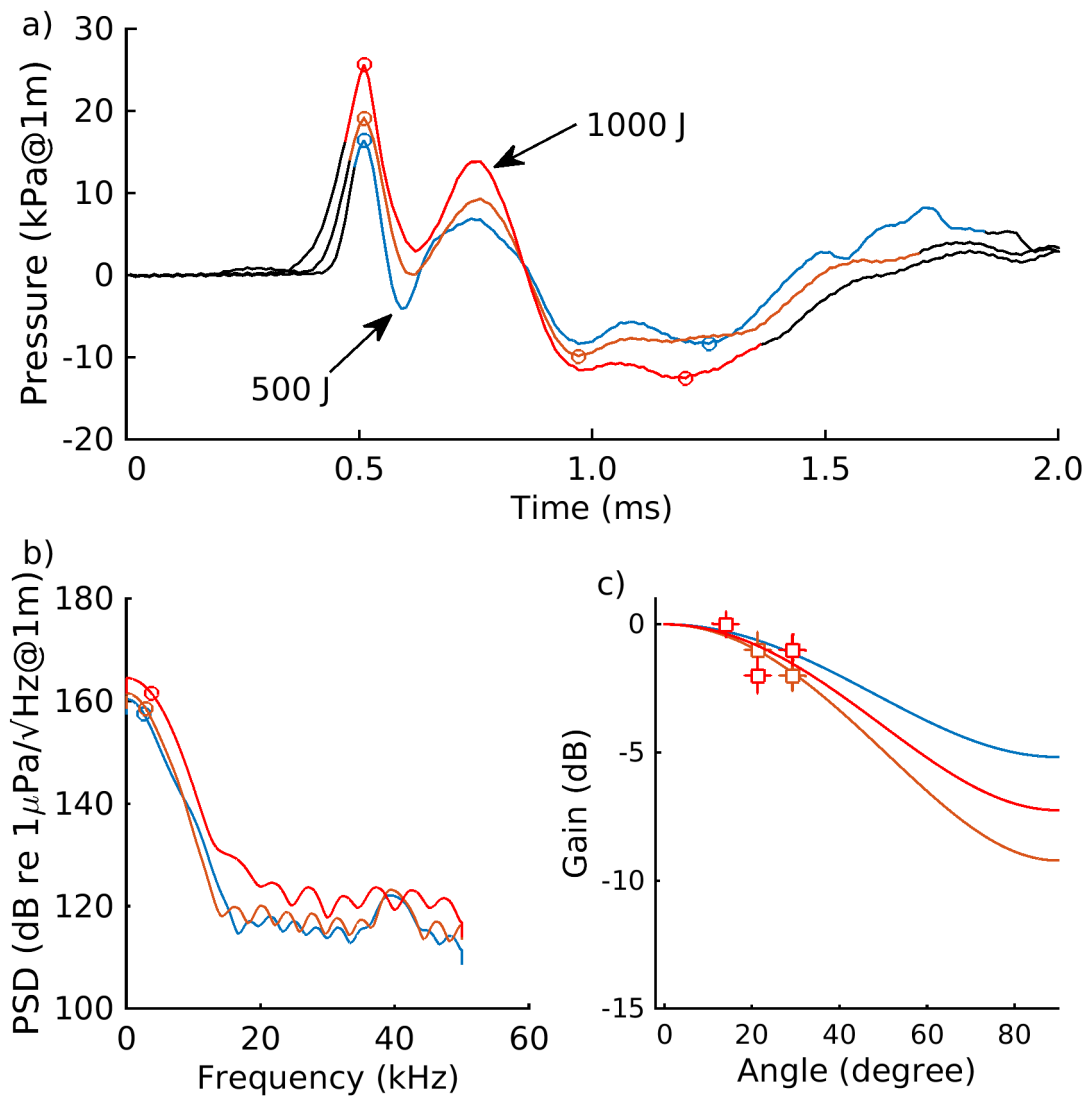 a)
Pressure (kPa@1m)
30
20
10
0
-10
-20
1000 J
500 J
0 0.5 1.0 1.5 2.0
Time (ms)
b)
PSD (dB re 1μPa/√Hz@1m)
180
160
140
120
100
0 20 40 60
Frequency (kHz)
c)
Gain (dB)
0
-5
-10
-15
0 20 40 60 80
Angle (degree)